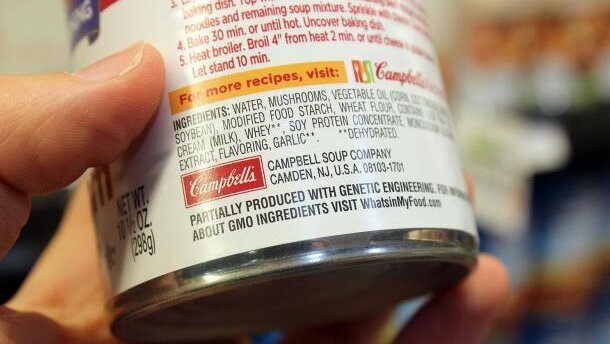 ING
baking dish. Top w
noodles and remaining soup mixture. Sprinkle
4. Bake 30 min. or until hot. Uncover baking dish.
5. Heat broiler. Broil 4" from heat 2 min. or until cheese
Let stand 10 min.
For more recipes, visit: Campbell's
INGREDIENTS: WATER, MUSHROOMS, VEGETABLE OIL (CORN, COTTONSEED
SOYBEAN), MODIFIED FOOD STARCH, WHEAT FLOUR, CONTAINS
CREAM (MILK), WHEY**, SOY PROTEIN CONCENTRATE,
EXTRACT, FLAVORING, GARLIC**. **DEHYDRATED.
Campbell's
CAMPBELL SOUP COMPANY
CAMDEN, NJ, U.S.A. 08103-1701
PARTIALLY PRODUCED WITH GENETIC ENGINEERING. FOR
ABOUT GMO INGREDIENTS VISIT WhatsinMyFood.com
NET WT.
OZ.
(298g)